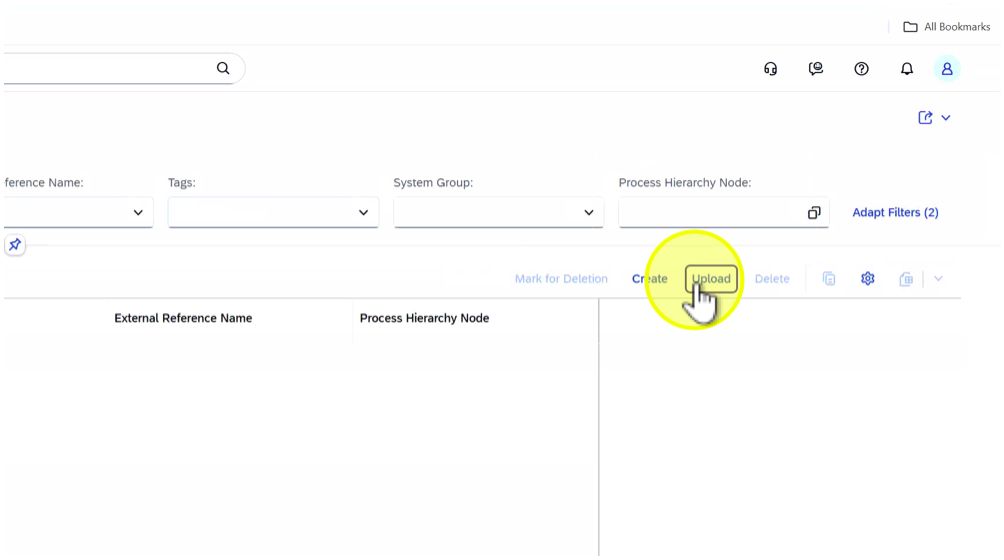 All Bookmarks
ference Name:
Tags:
System Group:
Process Hierarchy Node:
Adapt Filters (2)
Mark for Deletion Create Upload Delete
External Reference Name
Process Hierarchy Node